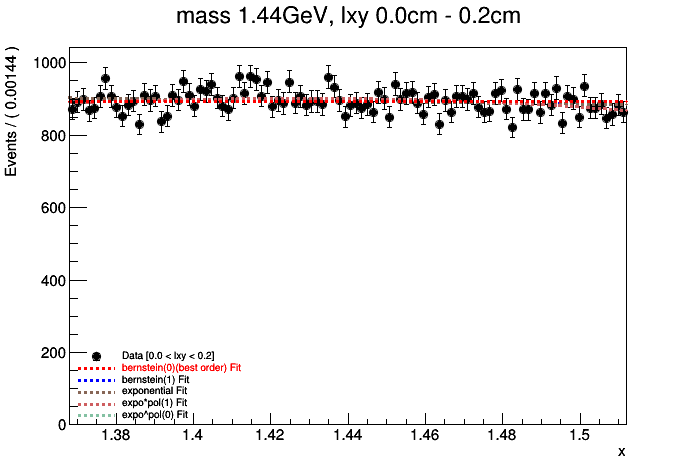 mass 1.44GeV, lxy 0.0cm - 0.2cm
Events / ( 0.00144 )
1000
800
600
400
200
0
Data [0.0 < lxy < 0.2]
bernstein(0)(best order) Fit
bernstein(1) Fit
exponential Fit
expo*pol(1) Fit
expo*pol(0) Fit
1.38 1.4 1.42 1.44 1.46 1.48 1.5
x